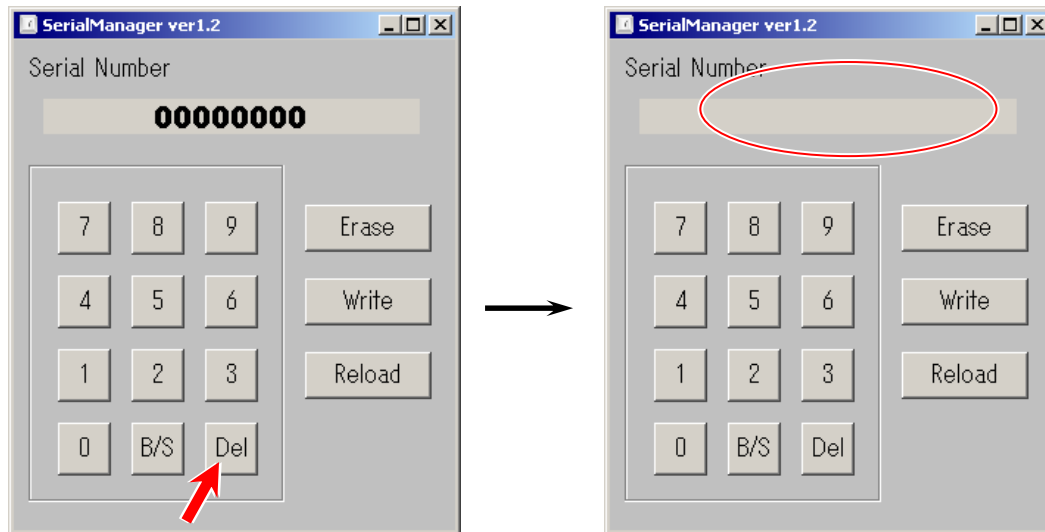 SerialManager ver1.2
Serial Number
00000000
7 8 9 Erase
4 5 6 Write
1 2 3 Reload
0 B/S Del
SerialManager ver1.2
Serial Number
7 8 9 Erase
4 5 6 Write
1 2 3 Reload
0 B/S Del